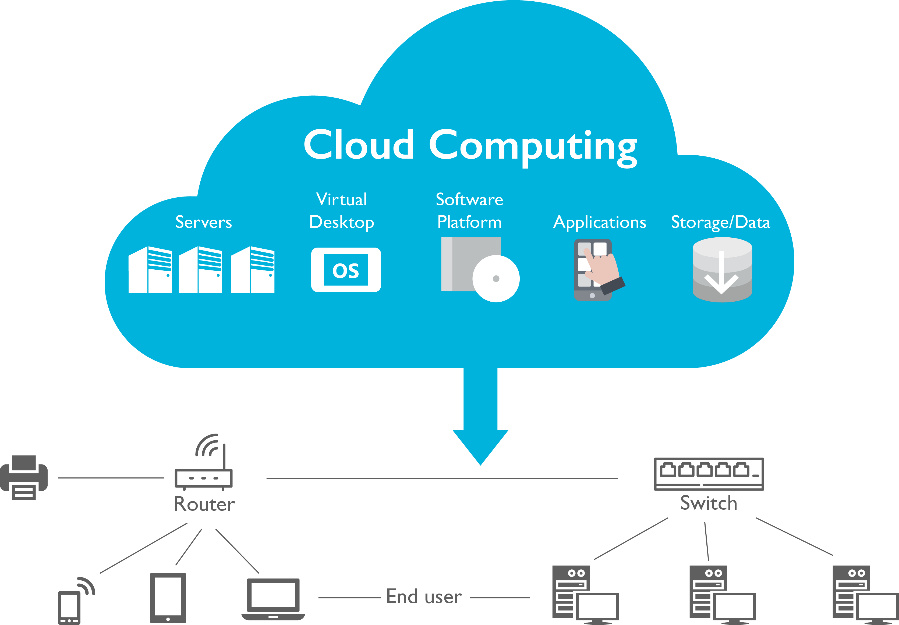 Cloud Computing
Servers
Virtual
Desktop
Software
Platform
Applications
Storage/Data
OS
Router
Switch
End user